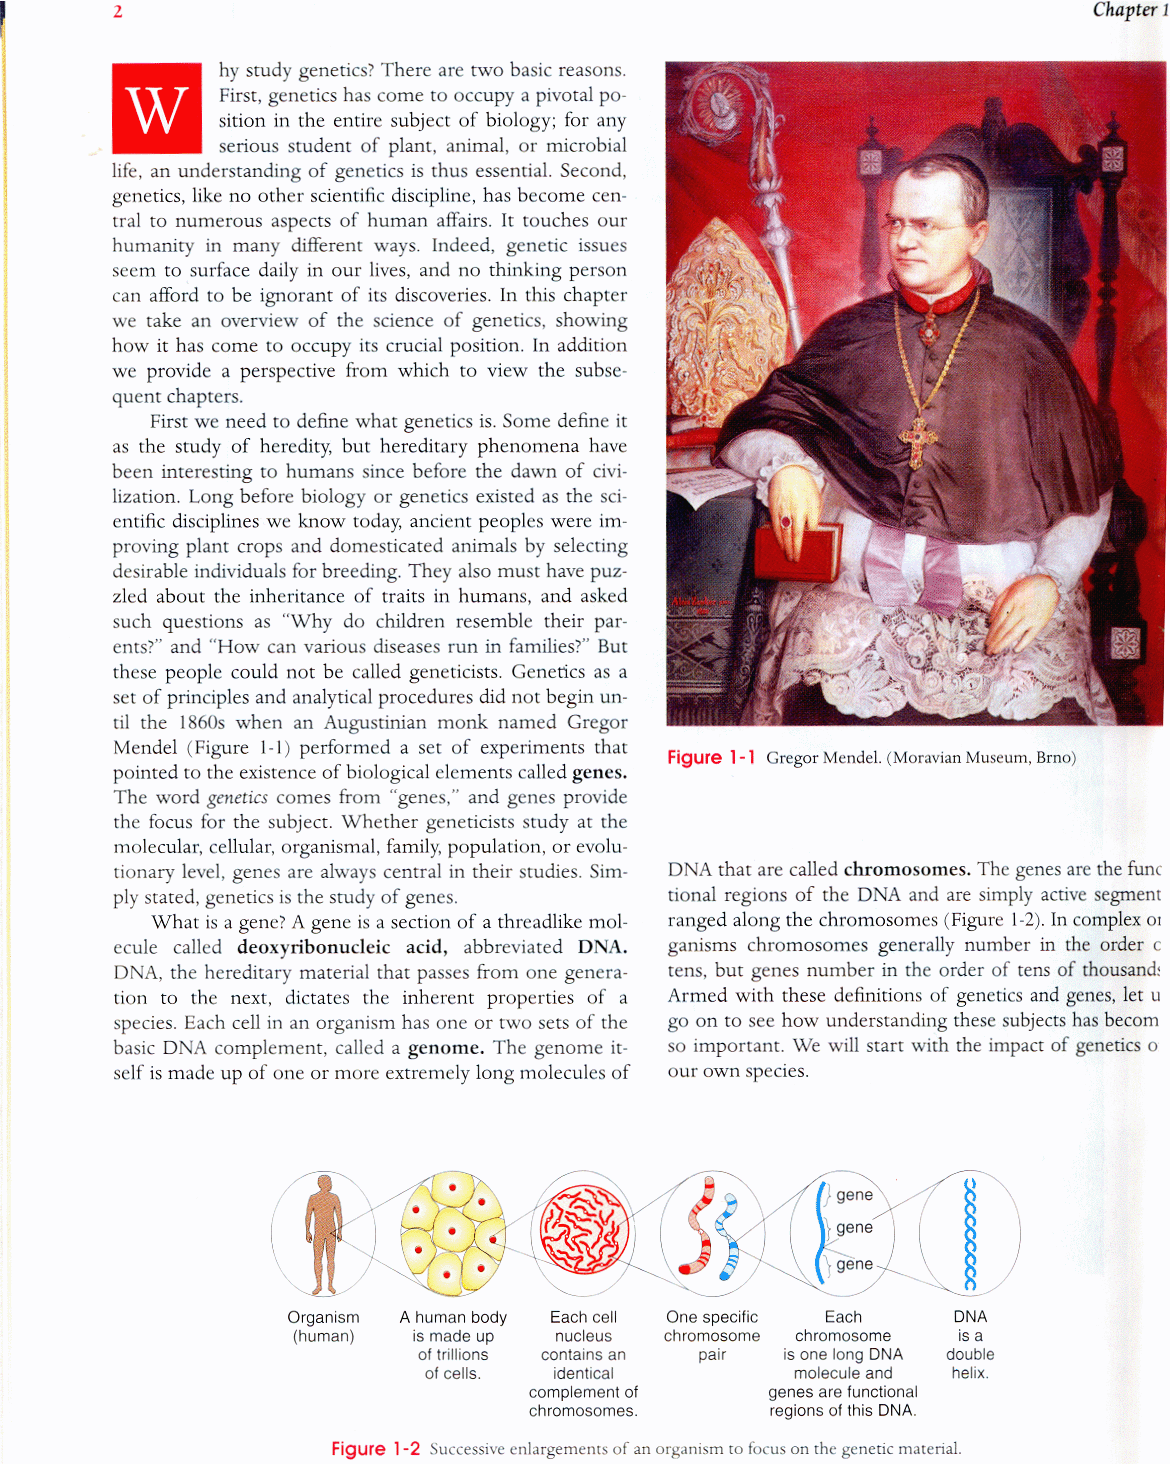 2
Chapter 1
Why study genetics? There are two basic reasons.
First, genetics has come to occupy a pivotal po-
sition in the entire subject of biology; for any
serious student of plant, animal, or microbial
life, an understanding of genetics is thus essential. Second,
genetics, like no other scientific discipline, has become cen-
tral to numerous aspects of human affairs. It touches our
humanity in many different ways. Indeed, genetic issues
seem to surface daily in our lives, and no thinking person
can afford to be ignorant of its discoveries. In this chapter
we take an overview of the science of genetics, showing
how it has come to occupy its crucial position. In addition
we provide a perspective from which to view the subse-
quent chapters.
First we need to define what genetics is. Some define it
as the study of heredity, but hereditary phenomena have
been interesting to humans since before the dawn of civi-
lization. Long before biology or genetics existed as the sci-
entific disciplines we know today, ancient peoples were im-
proving plant crops and domesticated animals by selecting
desirable individuals for breeding. They also must have puz-
zled about the inheritance of traits in humans, and asked
such questions as "Why do children resemble their par-
ents?" and "How can various diseases run in families?" But
these people could not be called geneticists. Genetics as a
set of principles and analytical procedures did not begin un-
til the 1860s when an Augustinian monk named Gregor
Mendel (Figure 1-1) performed a set of experiments that
pointed to the existence of biological elements called genes.
The word genetics comes from "genes," and genes provide
the focus for the subject. Whether geneticists study at the
molecular, cellular, organismal, family, population, or evolu-
tionary level, genes are always central in their studies. Sim-
ply stated, genetics is the study of genes.
What is a gene? A gene is a section of a threadlike mol-
ecule called deoxyribonucleic acid, abbreviated DNA.
DNA, the hereditary material that passes from one genera-
tion to the next, dictates the inherent properties of a
species. Each cell in an organism has one or two sets of the
basic DNA complement, called a genome. The genome it-
self is made up of one or more extremely long molecules of
Figure 1-1 Gregor Mendel. (Moravian Museum, Brno)
DNA that are called chromosomes. The genes are the func
tional regions of the DNA and are simply active segment
ranged along the chromosomes (Figure 1-2). In complex or
ganisms chromosomes generally number in the order
tens, but genes number in the order of tens of thousands
Armed with these definitions of genetics and genes, let u
go on to see how understanding these subjects has becom
so important. We will start with the impact of genetics o
our own species.
gene
gene
gene
Organism
(human)
A human body
is made up
of trillions
of cells.
Each cell
nucleus
contains an
identical
complement of
chromosomes.
One specific
chromosome
pair
Each
chromosome
is one long DNA
molecule and
genes are functional
regions of this DNA.
DNA
is a
double
helix.
Figure 1-2 Successive enlargements of an organism to focus on the genetic material.